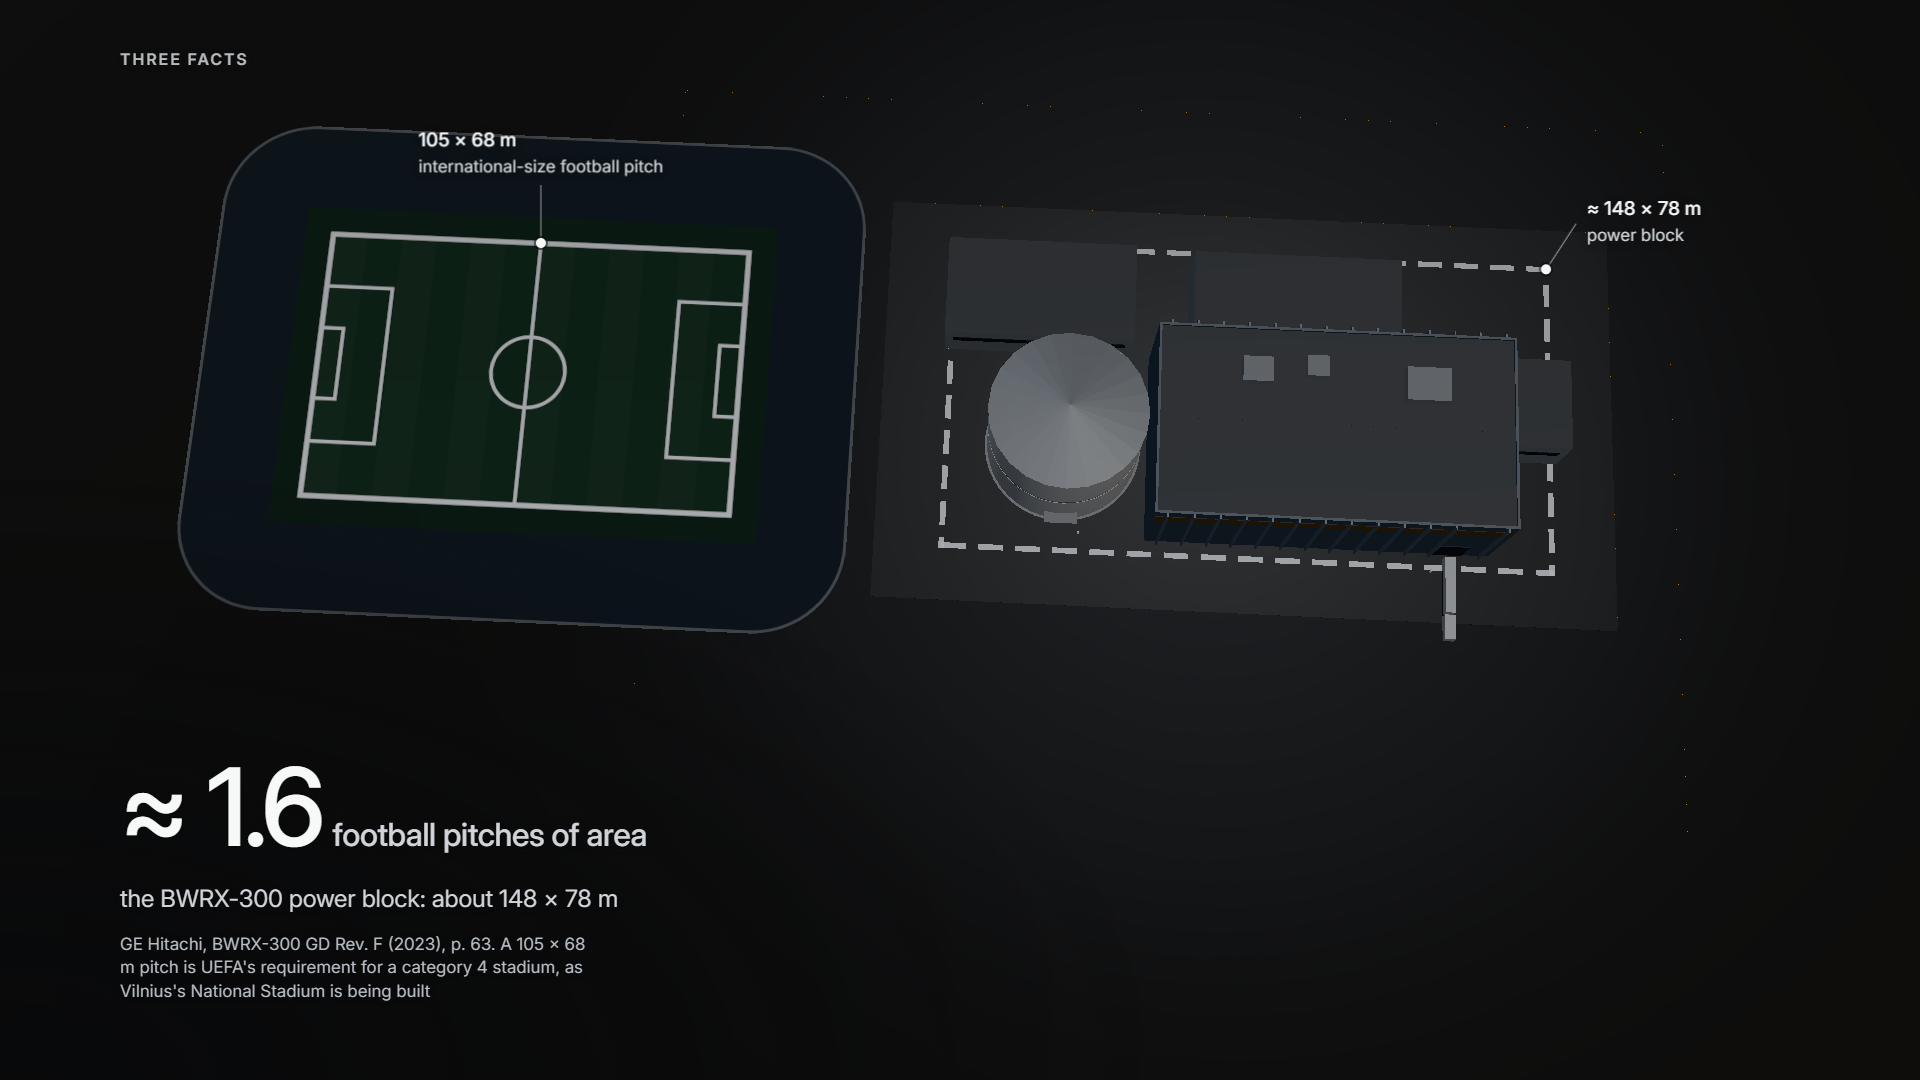 THREE FACTS
105 × 68 m
international-size football pitch
≈ 148 × 78 m
power block
≈ 1.6 football pitches of area
the BWRX-300 power block: about 148 × 78 m
GE Hitachi, BWRX-300 GD Rev. F (2023), p. 63. A 105 × 68
m pitch is UEFA's requirement for a category 4 stadium, as
Vilnius's National Stadium is being built